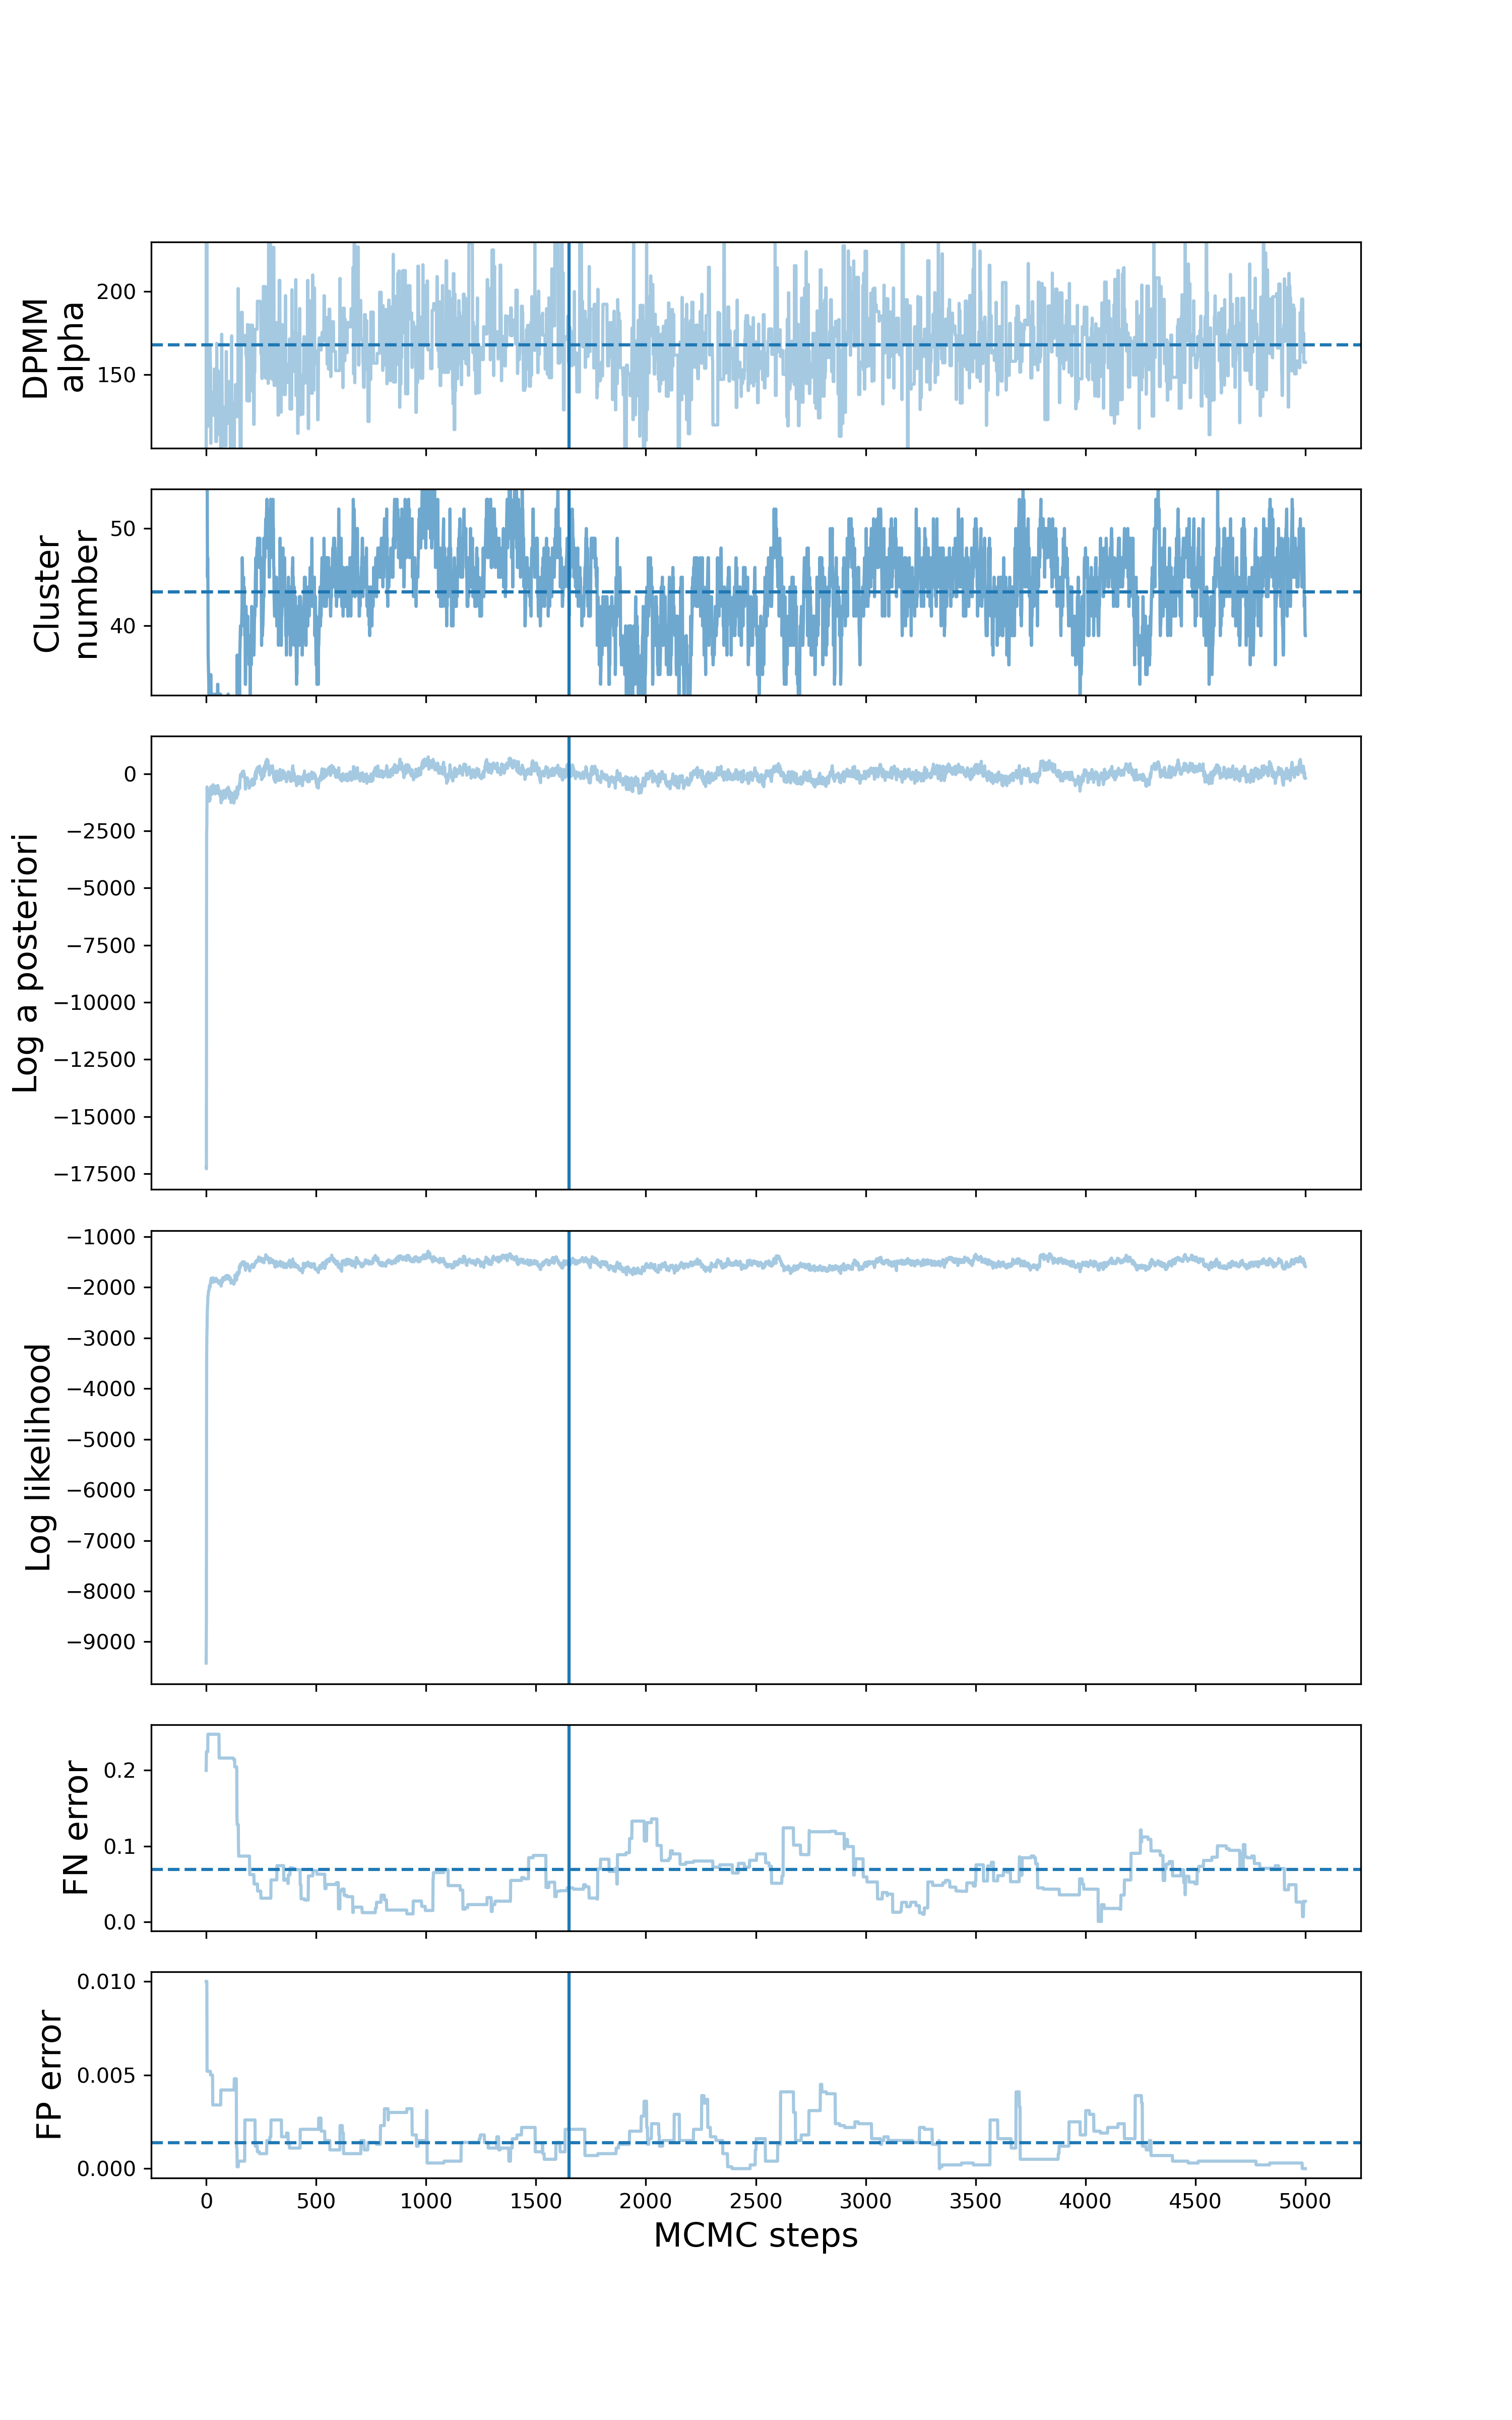 DPMM
alpha
200
150
Cluster
number
50
40
Log a posteriori
0
−2500
−5000
−7500
−10000
−12500
−15000
−17500
Log likelihood
−1000
−2000
−3000
−4000
−5000
−6000
−7000
−8000
−9000
FN error
0.2
0.1
0.0
FP error
0.010
0.005
0.000
0 500 1000 1500 2000 2500 3000 3500 4000 4500 5000
MCMC steps